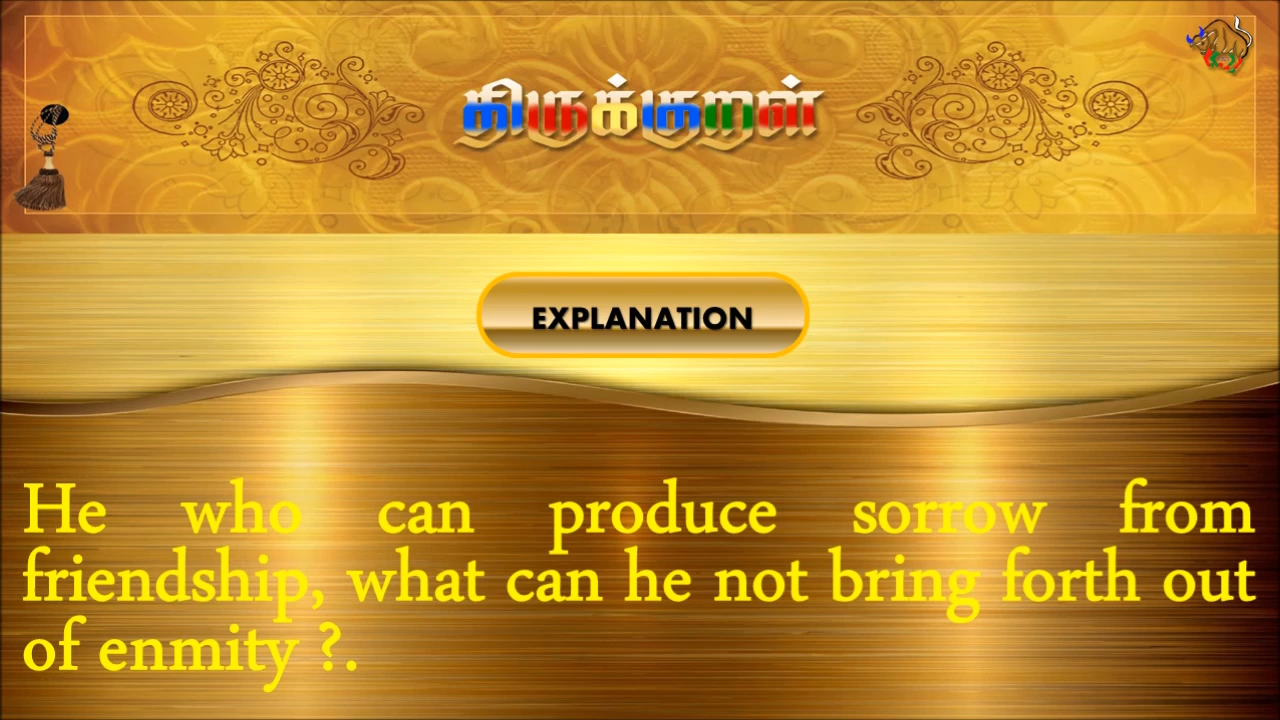 திருக்குறள்
EXPLANATION
He who can produce sorrow from
friendship, what can he not bring forth out
of enmity ?.